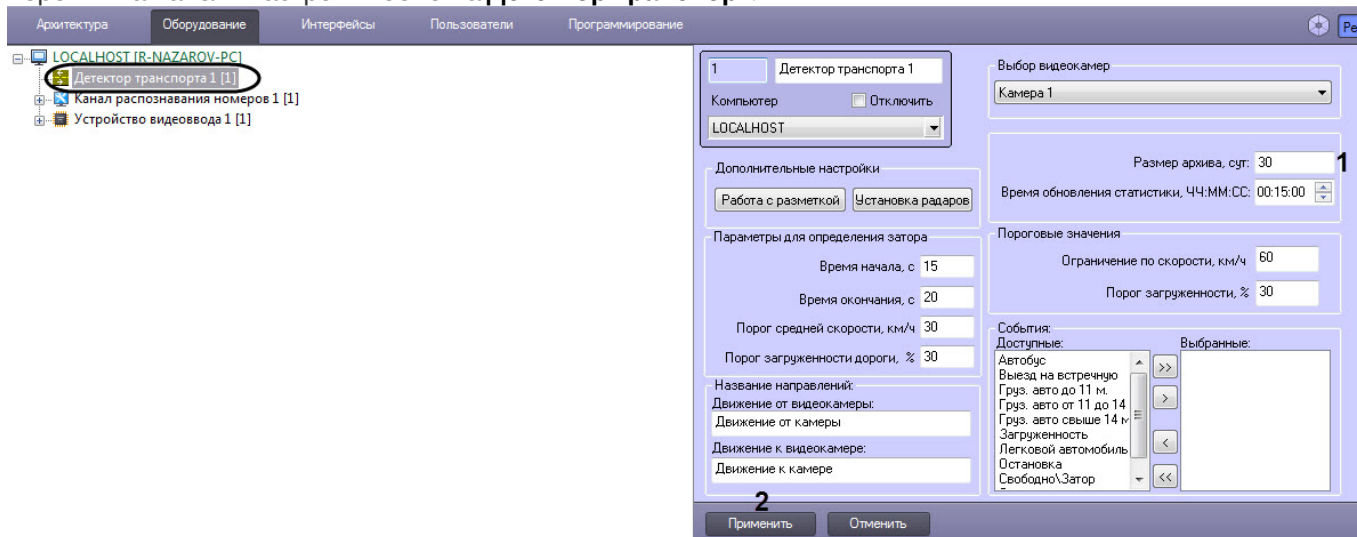 Архитектура Оборудование Интерфейсы Пользователи Программирование
LOCALHOST [R-NAZAROV-PC]
Детектор транспорта 1 [1]
Канал распознавания номеров 1 [1]
Устройство видеоввода 1 [1]
1 Детектор транспорта 1
Компьютер Отключить
LOCALHOST
Дополнительные настройки
Работа с разметкой Установка радаров
Параметры для определения затора
Время начала, с 15
Время окончания, с 20
Порог средней скорости, км/ч 30
Порог загруженности дороги, % 30
Название направлений:
Движение от видеокамеры:
Движение от камеры
Движение к видеокамере:
Движение к камере
Выбор видеокамер
Камера 1
Размер архива, сут: 30 1
Время обновления статистики, ЧЧ:ММ:СС: 00:15:00
Пороговые значения
Ограничение по скорости, км/ч 60
Порог загруженности, % 30
События:
Доступные: Выбранные:
Автобус
Выезд на встречную
Груз. авто до 11 м.
Груз. авто от 11 до 14
Груз. авто свыше 14 м
Загруженность
Легковой автомобиль
Остановка
Свободно\Затор
>>
>
<
<<
2
Применить Отменить